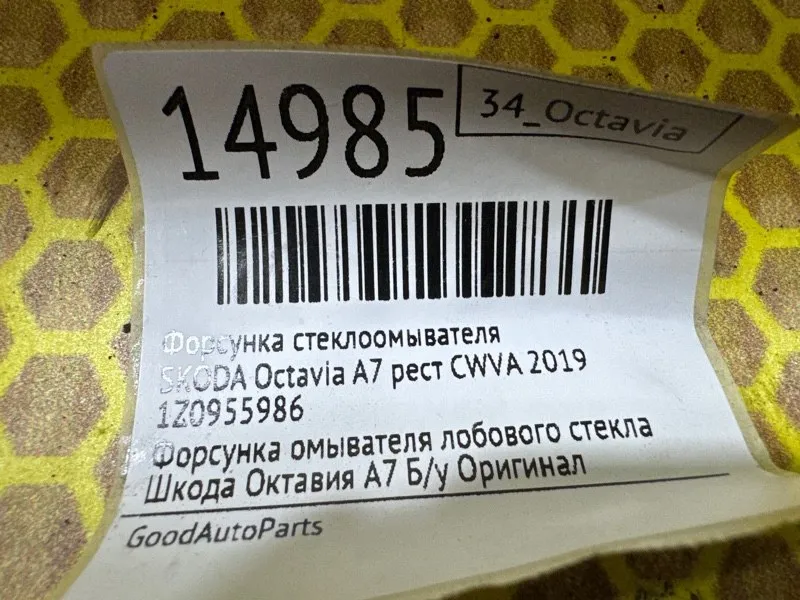 14985
34_Octavia
Форсунка стеклоомывателя
SKODA Octavia A7 рест CWVA 2019
1Z0955986
Форсунка омывателя лобового стекла
Шкода Октавия А7 Б/у Оригинал
GoodAutoParts